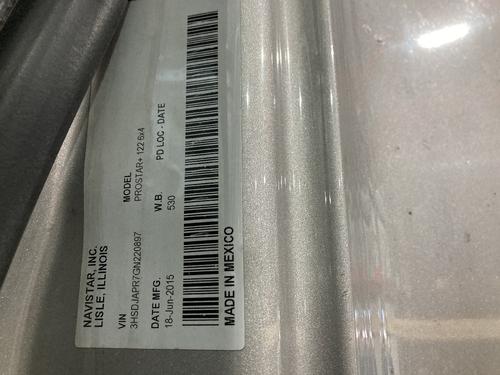 NAVISTAR, INC.
LISLE, ILLINOIS
VIN MODEL
3HSDJAPR7GN220897 PROSTAR+ 122 6x4
DATE MFG. W.B. PD LOC - DATE
18-Jun-2015 530
MADE IN MEXICO